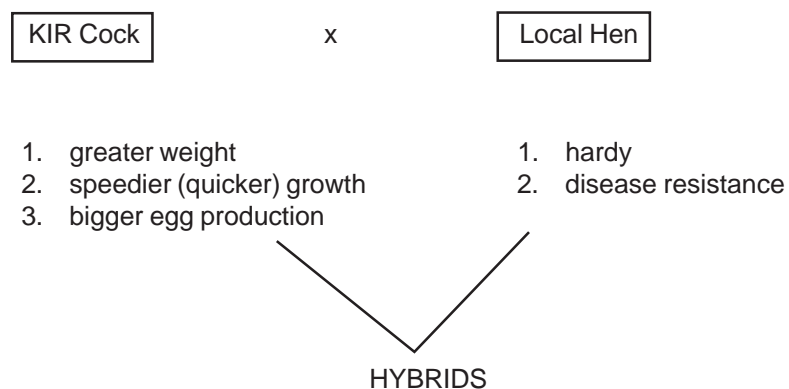 KIR Cock x Local Hen
1. greater weight
2. speedier (quicker) growth
3. bigger egg production
1. hardy
2. disease resistance
HYBRIDS